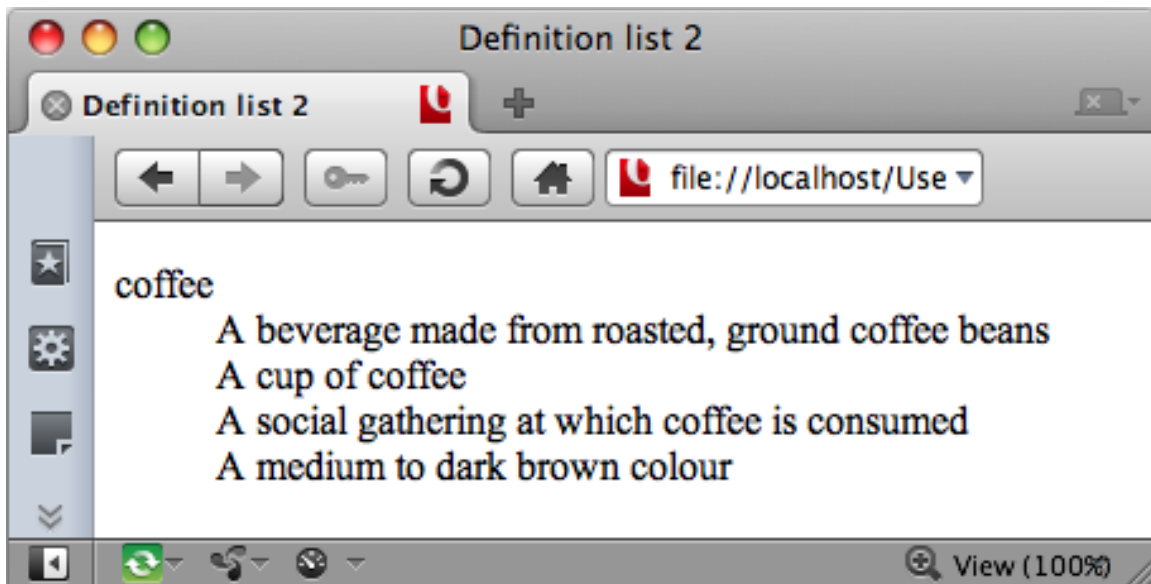 Definition list 2
Definition list 2
file://localhost/Use
coffee
A beverage made from roasted, ground coffee beans
A cup of coffee
A social gathering at which coffee is consumed
A medium to dark brown colour
View (100%)